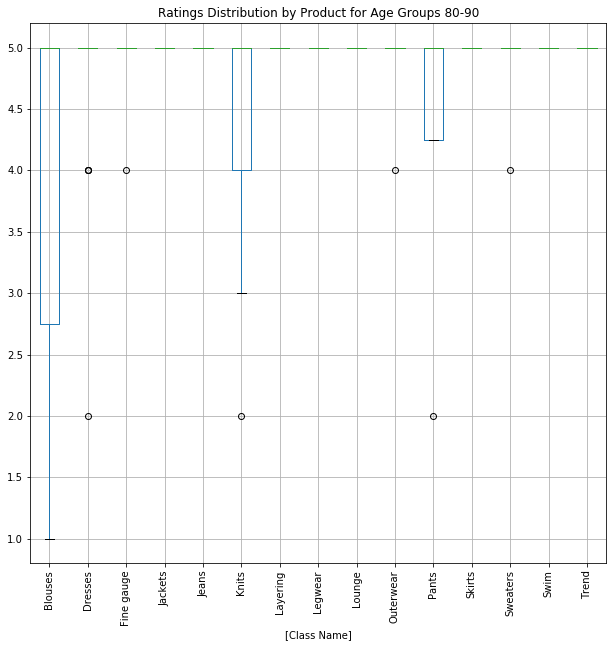 Ratings Distribution by Product for Age Groups 80-90
5.0
4.5
4.0
3.5
3.0
2.5
2.0
1.5
1.0
Blouses
Dresses
Fine gauge
Jackets
Jeans
Knits
Layering
Legwear
Lounge
Outerwear
Pants
Skirts
Sweaters
Swim
Trend
[Class Name]